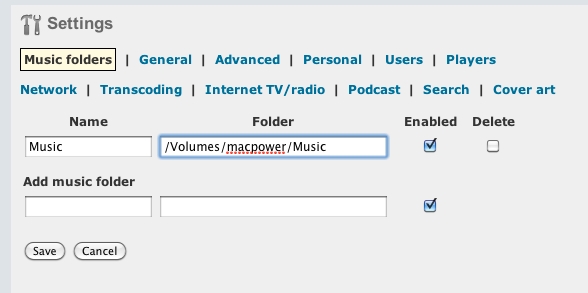 Settings
Music folders | General | Advanced | Personal | Users | Players
Network | Transcoding | Internet TV/radio | Podcast | Search | Cover art
Name Folder Enabled Delete
Music /Volumes/macpower/Music
Add music folder
Save Cancel